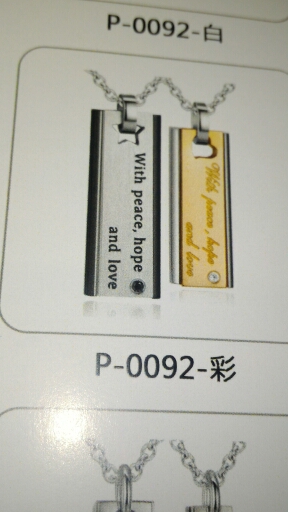 P-0092-白
With peace, hope
and love
With peace, hope
and love
P-0092-彩